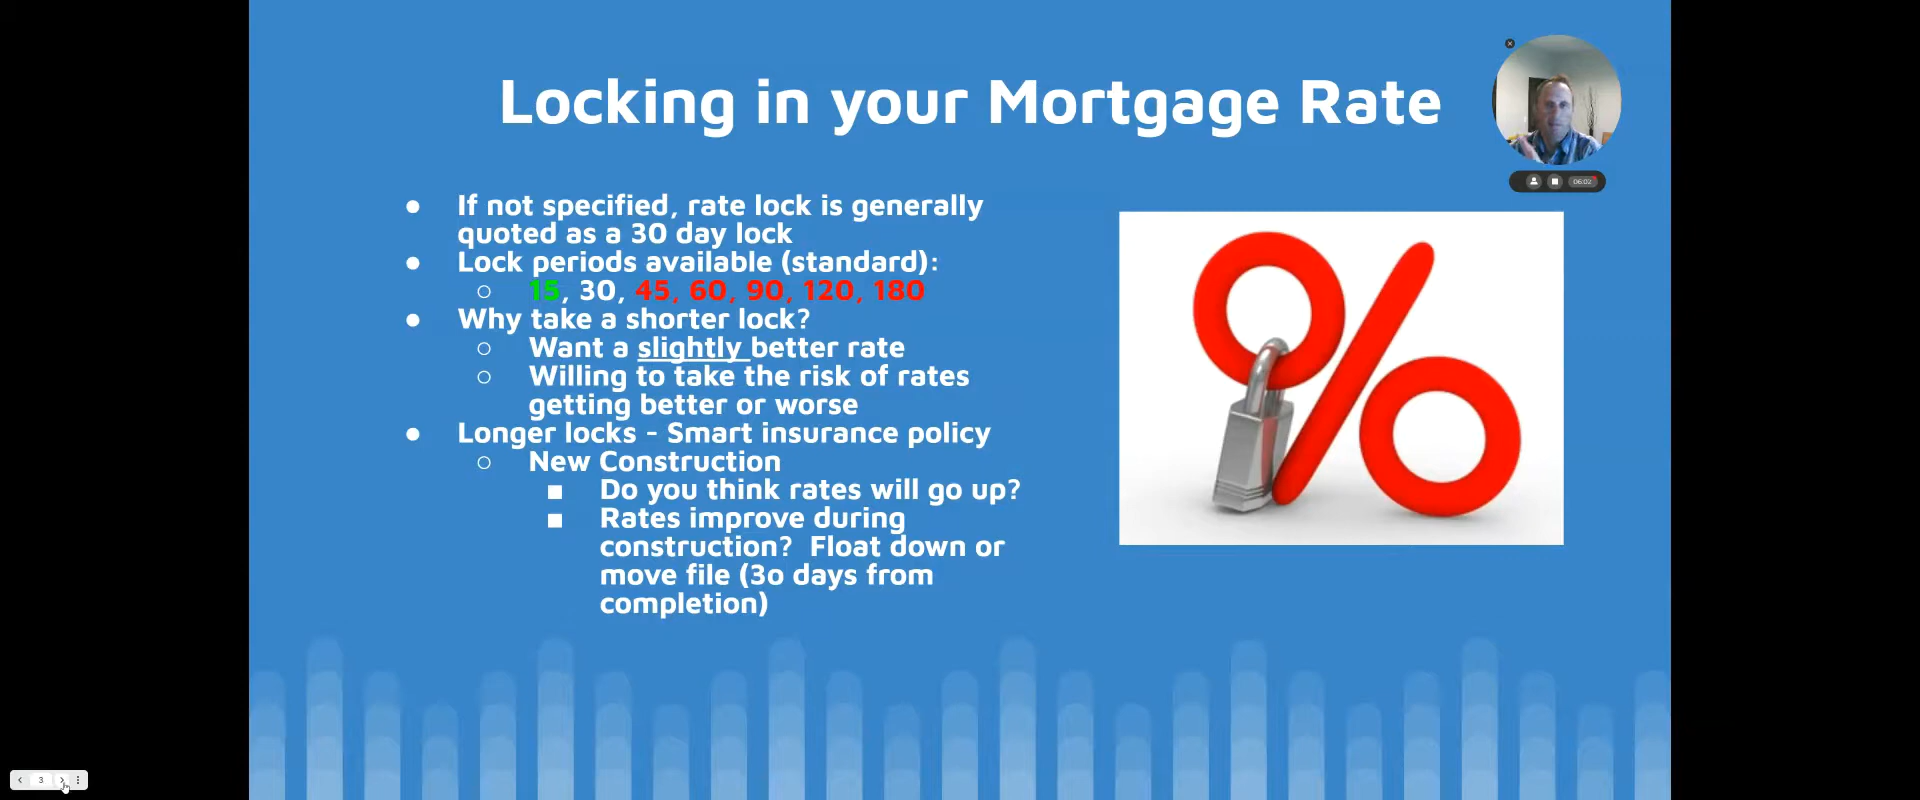 Locking in your Mortgage Rate
06:02
● If not specified, rate lock is generally
quoted as a 30 day lock
● Lock periods available (standard):
○ 15, 30, 45, 60, 90, 120, 180
● Why take a shorter lock?
○ Want a slightly better rate
○ Willing to take the risk of rates
getting better or worse
● Longer locks - Smart insurance policy
○ New Construction
■ Do you think rates will go up?
■ Rates improve during
construction? Float down or
move file (3o days from
completion)
%
3